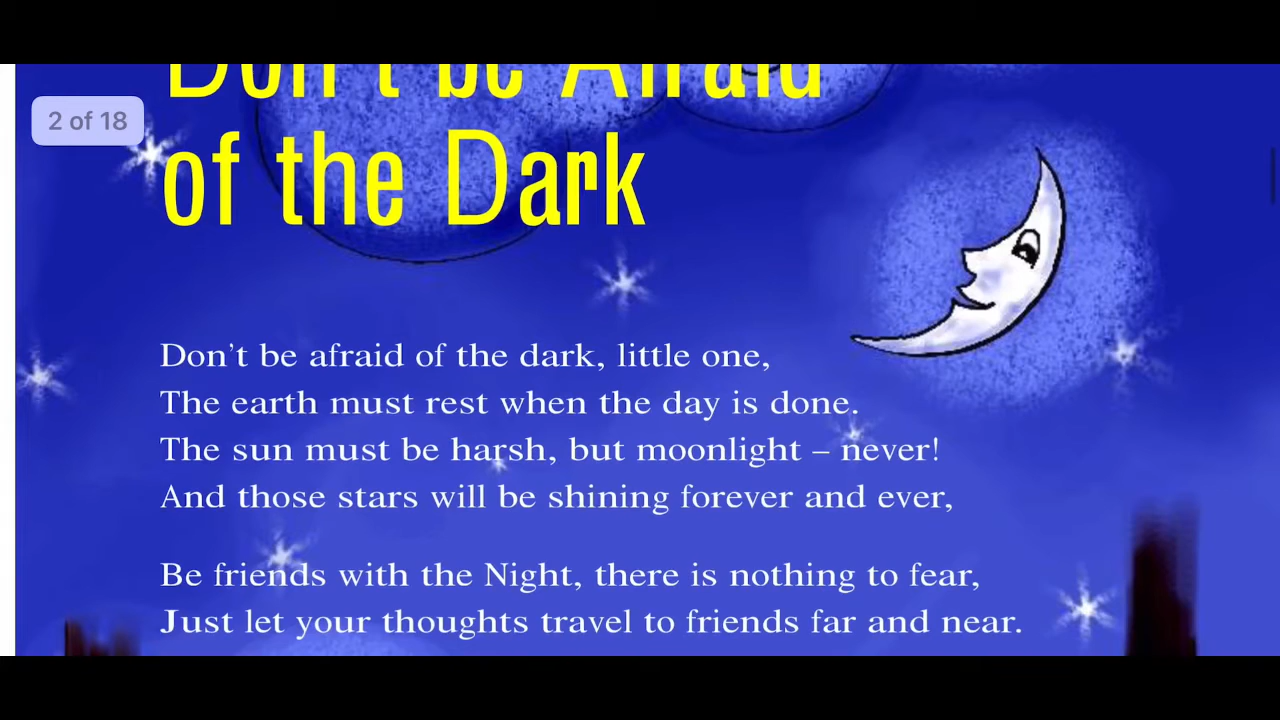 Don't be Afraid
2 of 18
of the Dark
Don't be afraid of the dark, little one,
The earth must rest when the day is done.
The sun must be harsh, but moonlight – never!
And those stars will be shining forever and ever,
Be friends with the Night, there is nothing to fear,
Just let your thoughts travel to friends far and near.